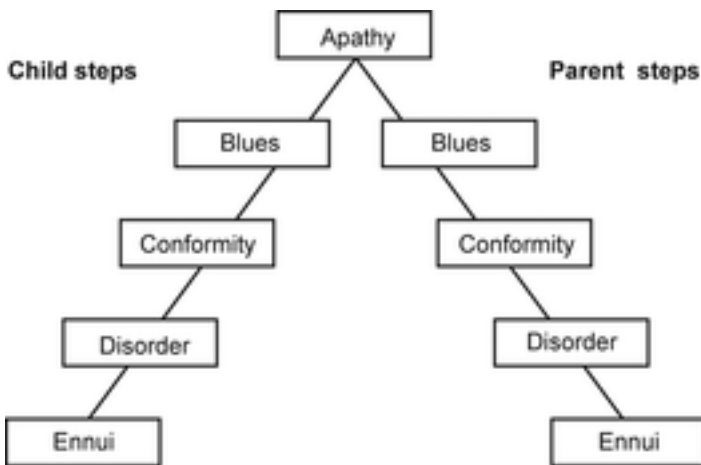 Apathy
Child steps
Parent steps
Blues
Blues
Conformity
Conformity
Disorder
Disorder
Ennui
Ennui